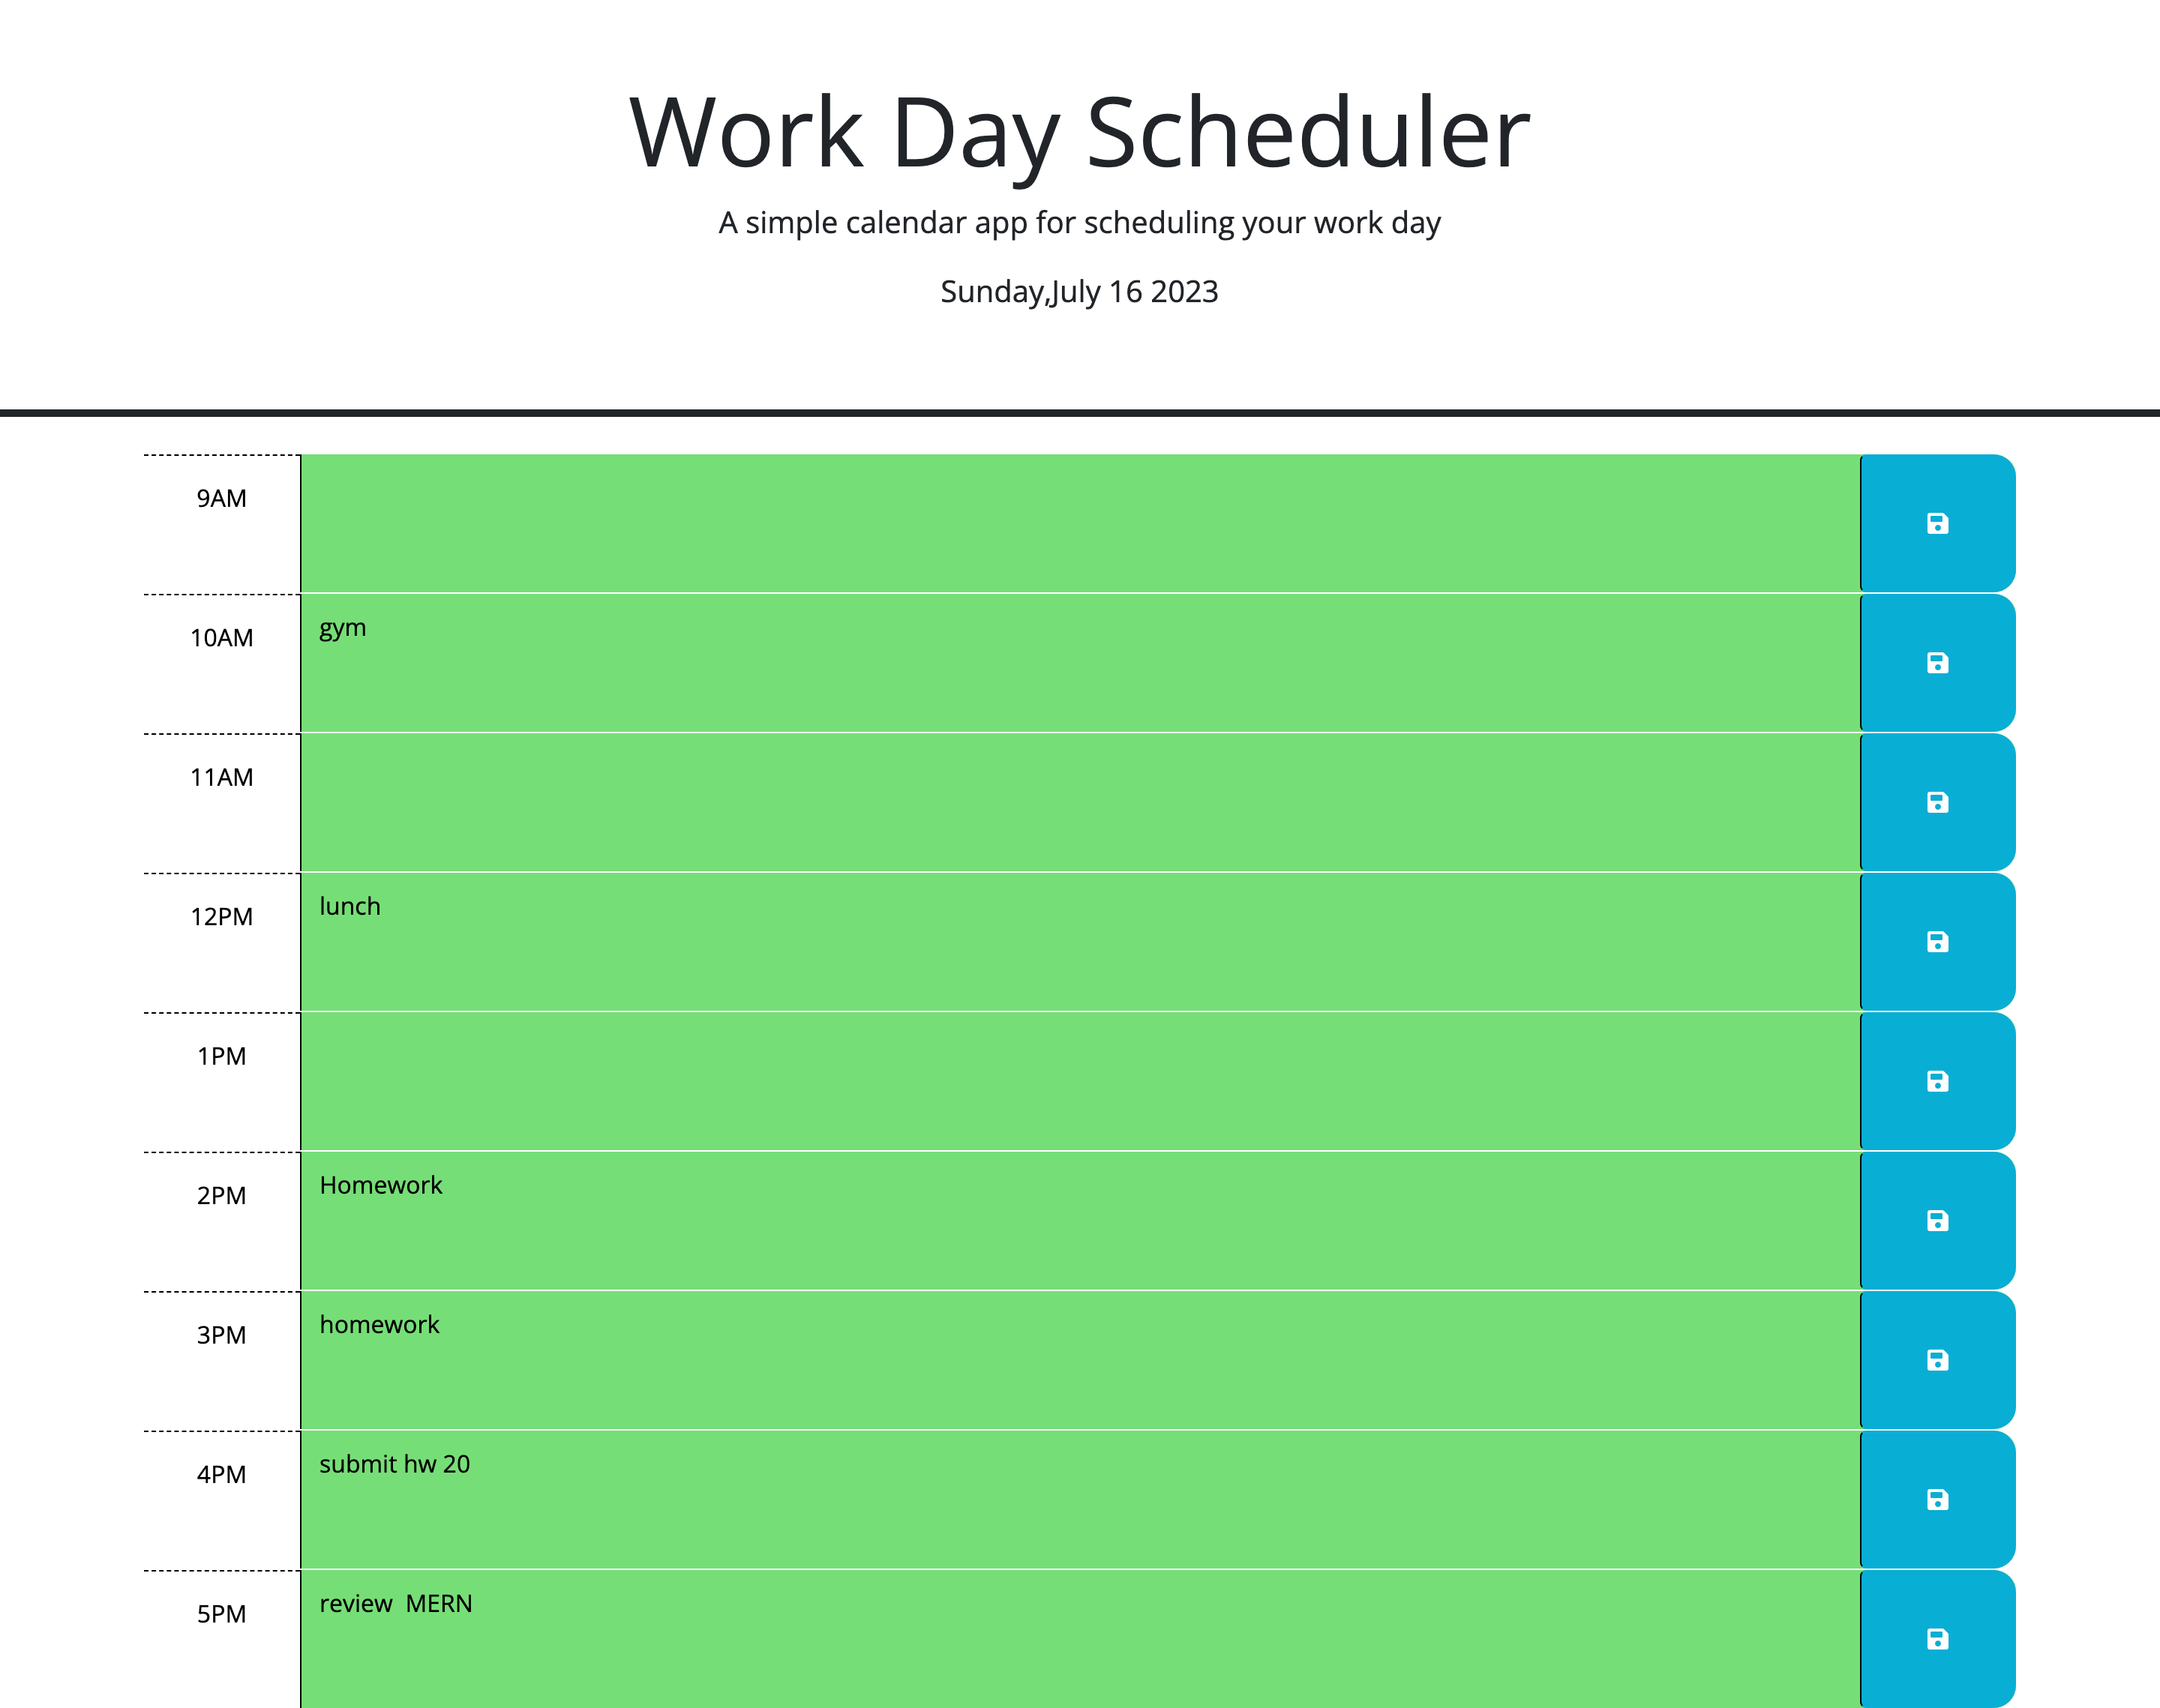 Work Day Scheduler
A simple calendar app for scheduling your work day
Sunday,July 16 2023
9AM
10AM gym
11AM
12PM lunch
1PM
2PM Homework
3PM homework
4PM submit hw 20
5PM review  MERN